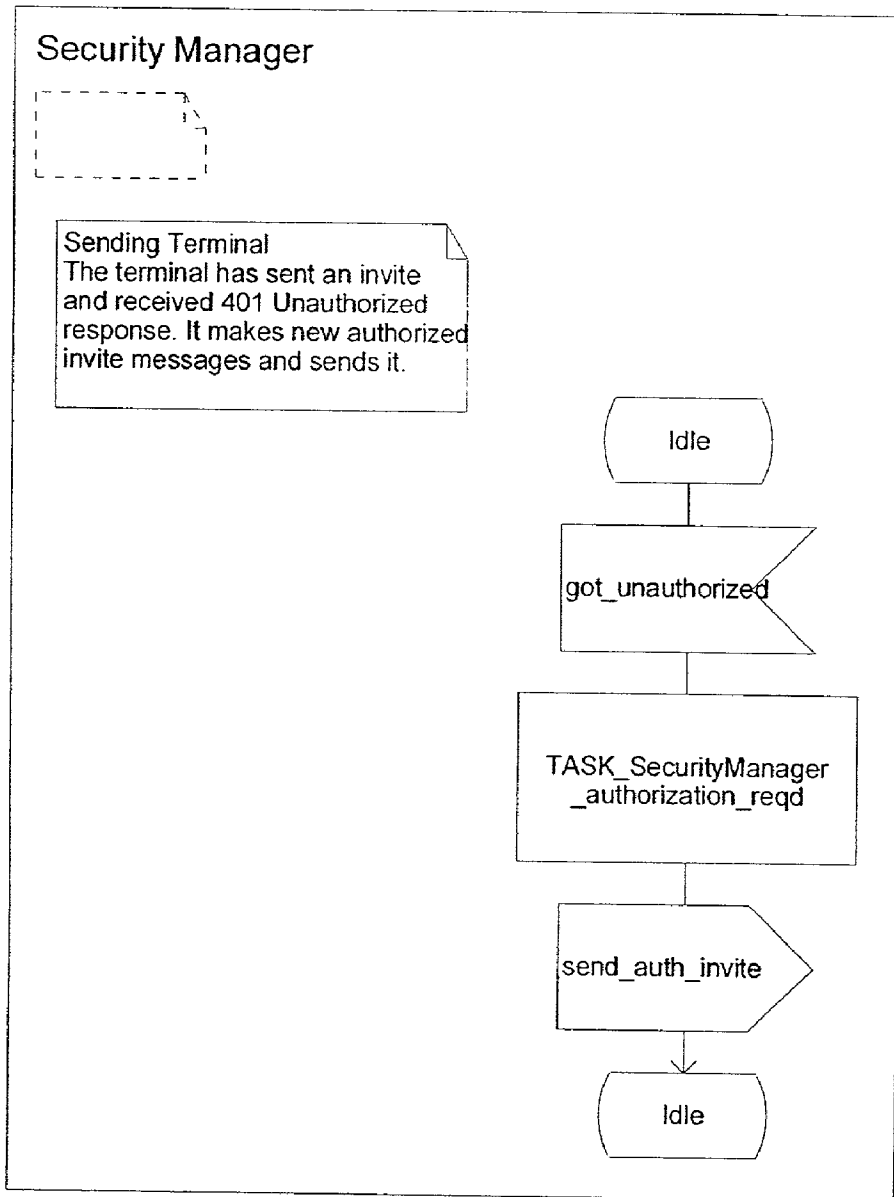 Security Manager
Sending Terminal
The terminal has sent an invite
and received 401 Unauthorized
response. It makes new authorized
invite messages and sends it.
Idle
got_unauthorized
TASK_SecurityManager
_authorization_reqd
send_auth_invite
Idle